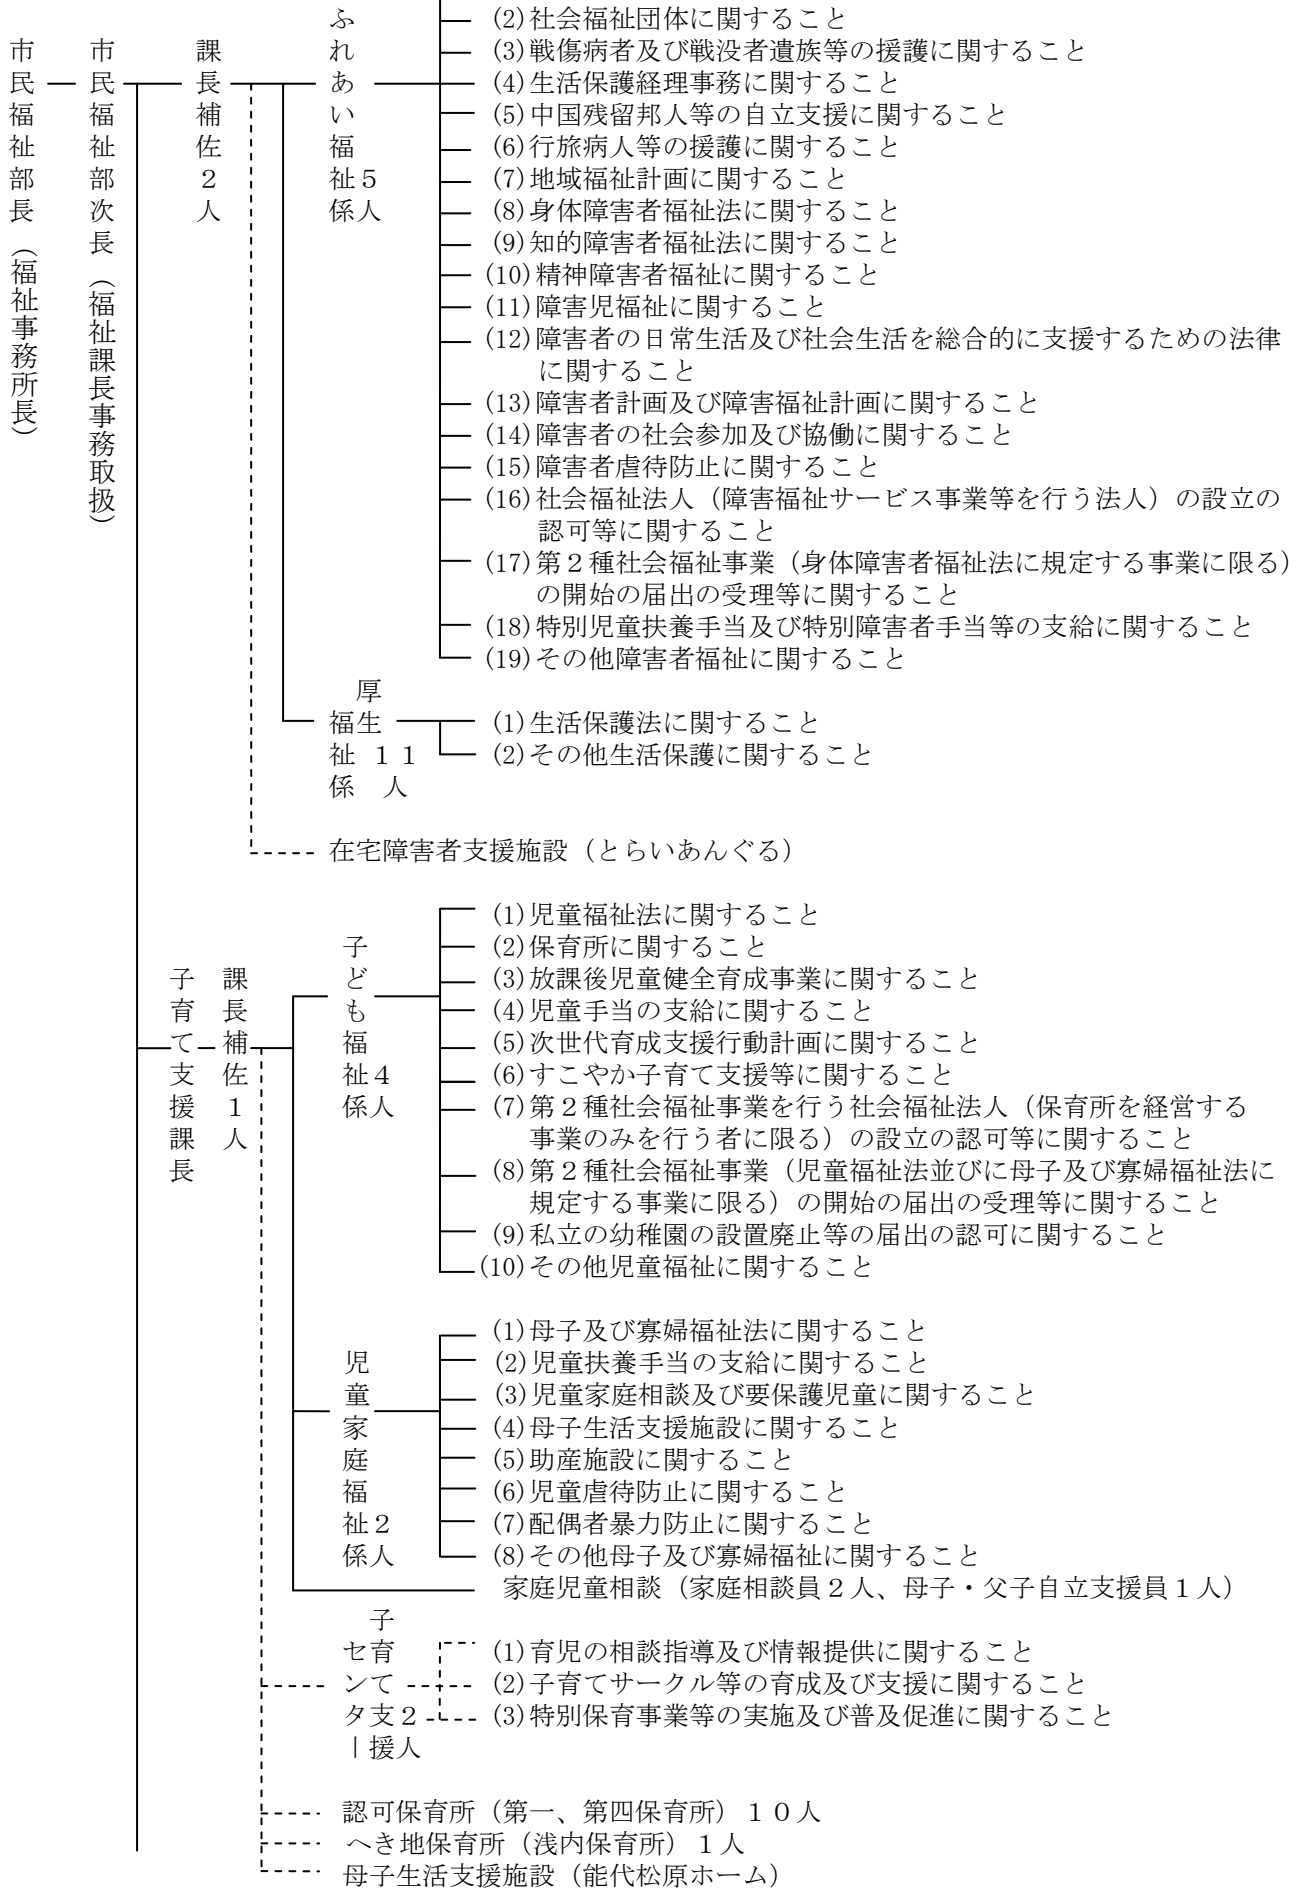 市民福祉部長（福祉事務所長）
市民福祉部次長（福祉課長事務取扱）
課長補佐２人
ふれあい福祉係５人
(2)社会福祉団体に関すること
(3)戦傷病者及び戦没者遺族等の援護に関すること
(4)生活保護経理事務に関すること
(5)中国残留邦人等の自立支援に関すること
(6)行旅病人等の援護に関すること
(7)地域福祉計画に関すること
(8)身体障害者福祉法に関すること
(9)知的障害者福祉法に関すること
(10)精神障害者福祉に関すること
(11)障害児福祉に関すること
(12)障害者の日常生活及び社会生活を総合的に支援するための法律
に関すること
(13)障害者計画及び障害福祉計画に関すること
(14)障害者の社会参加及び協働に関すること
(15)障害者虐待防止に関すること
(16)社会福祉法人（障害福祉サービス事業等を行う法人）の設立の
認可等に関すること
(17)第２種社会福祉事業（身体障害者福祉法に規定する事業に限る）
の開始の届出の受理等に関すること
(18)特別児童扶養手当及び特別障害者手当等の支給に関すること
(19)その他障害者福祉に関すること
厚生福祉係１１人
(1)生活保護法に関すること
(2)その他生活保護に関すること
在宅障害者支援施設（とらいあんぐる）
子育て支援課長
課長補佐１人
子ども福祉係４人
(1)児童福祉法に関すること
(2)保育所に関すること
(3)放課後児童健全育成事業に関すること
(4)児童手当の支給に関すること
(5)次世代育成支援行動計画に関すること
(6)すこやか子育て支援等に関すること
(7)第２種社会福祉事業を行う社会福祉法人（保育所を経営する
事業のみを行う者に限る）の設立の認可等に関すること
(8)第２種社会福祉事業（児童福祉法並びに母子及び寡婦福祉法に
規定する事業に限る）の開始の届出の受理等に関すること
(9)私立の幼稚園の設置廃止等の届出の認可に関すること
(10)その他児童福祉に関すること
児童家庭福祉係２人
(1)母子及び寡婦福祉法に関すること
(2)児童扶養手当の支給に関すること
(3)児童家庭相談及び要保護児童に関すること
(4)母子生活支援施設に関すること
(5)助産施設に関すること
(6)児童虐待防止に関すること
(7)配偶者暴力防止に関すること
(8)その他母子及び寡婦福祉に関すること
家庭児童相談（家庭相談員２人、母子・父子自立支援員１人）
子育て支援センター２人
(1)育児の相談指導及び情報提供に関すること
(2)子育てサークル等の育成及び支援に関すること
(3)特別保育事業等の実施及び普及促進に関すること
認可保育所（第一、第四保育所）１０人
へき地保育所（浅内保育所）１人
母子生活支援施設（能代松原ホーム）